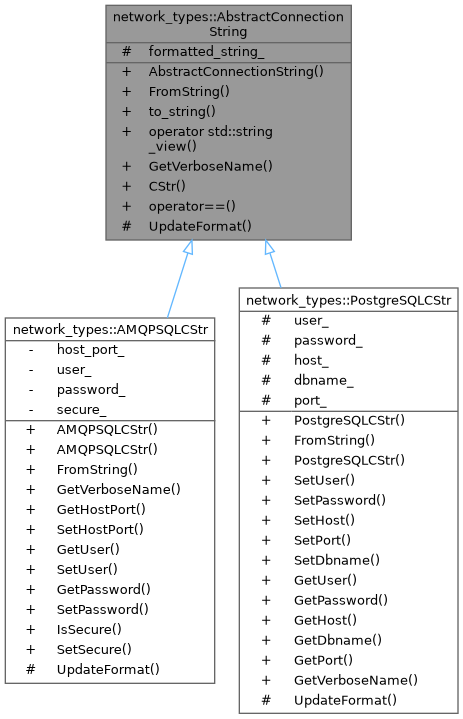 network_types::AbstractConnection
String
# formatted_string_
+ AbstractConnectionString()
+ FromString()
+ to_string()
+ operator std::string
_view()
+ GetVerboseName()
+ CStr()
+ operator==()
# UpdateFormat()
network_types::AMQPSQLCStr
- host_port_
- user_
- password_
- secure_
+ AMQPSQLCStr()
+ AMQPSQLCStr()
+ FromString()
+ GetVerboseName()
+ GetHostPort()
+ SetHostPort()
+ GetUser()
+ SetUser()
+ GetPassword()
+ SetPassword()
+ IsSecure()
+ SetSecure()
# UpdateFormat()
network_types::PostgreSQLCStr
# user_
# password_
# host_
# dbname_
# port_
+ PostgreSQLCStr()
+ FromString()
+ PostgreSQLCStr()
+ SetUser()
+ SetPassword()
+ SetHost()
+ SetPort()
+ SetDbname()
+ GetUser()
+ GetPassword()
+ GetHost()
+ GetDbname()
+ GetPort()
+ GetVerboseName()
# UpdateFormat()